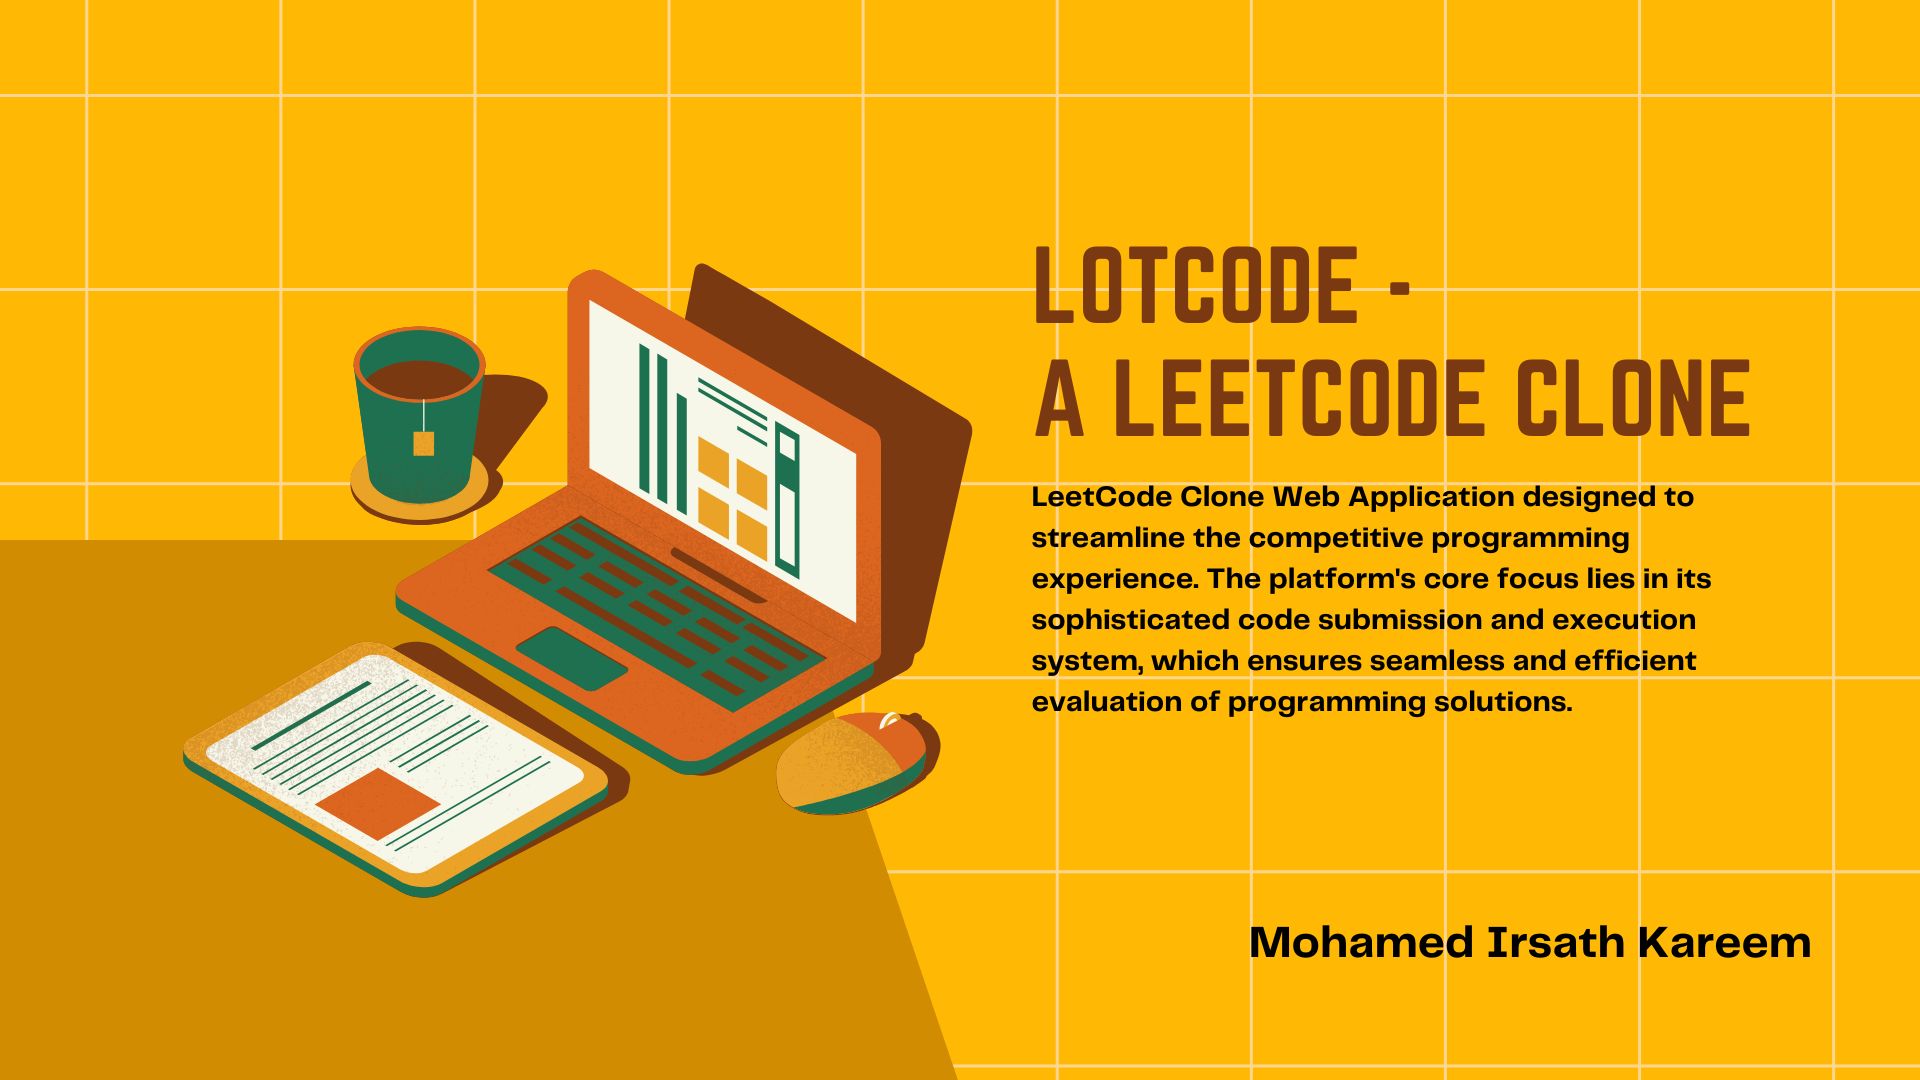 LOTCODE -
A LEETCODE CLONE
LeetCode Clone Web Application designed to
streamline the competitive programming
experience. The platform's core focus lies in its
sophisticated code submission and execution
system, which ensures seamless and efficient
evaluation of programming solutions.
Mohamed Irsath Kareem